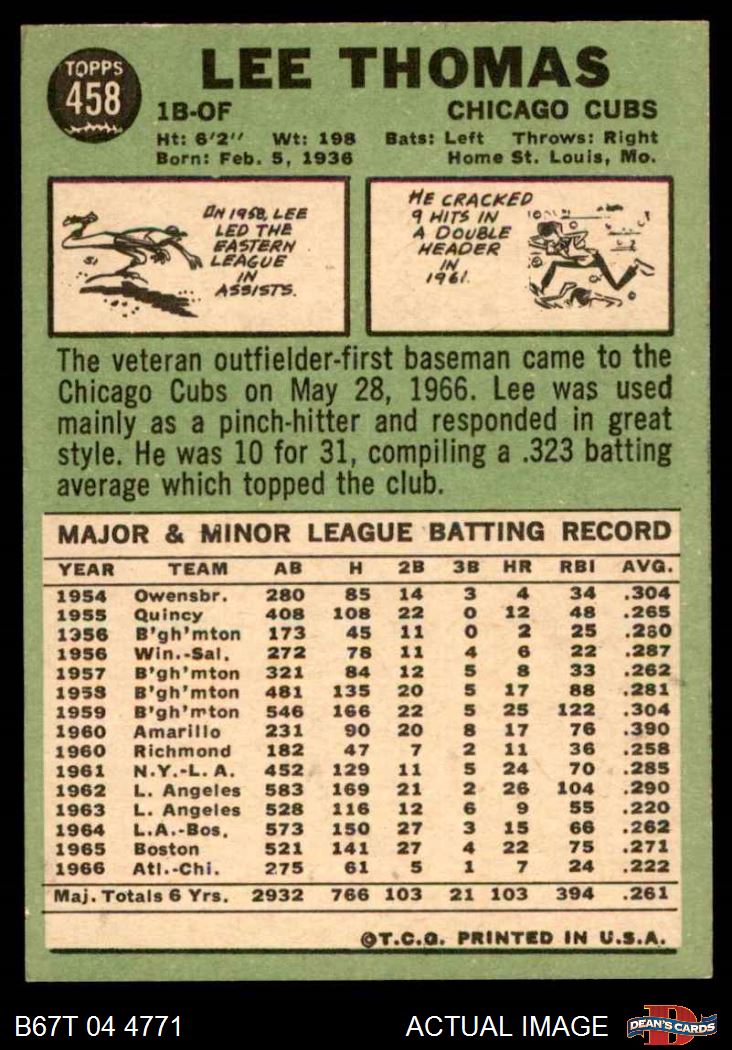 TOPPS
458
LEE THOMAS
1B-OF CHICAGO CUBS
Ht: 6'2" Wt: 198 Bats: Left Throws: Right
Born: Feb. 5, 1936 Home St. Louis, Mo.
IN 1958, LEE
LED THE
EASTERN
LEAGUE
IN
ASSISTS.
HE CRACKED
9 HITS IN
A DOUBLE
HEADER
IN
1961.
The veteran outfielder-first baseman came to the
Chicago Cubs on May 28, 1966. Lee was used
mainly as a pinch-hitter and responded in great
style. He was 10 for 31, compiling a .323 batting
average which topped the club.
MAJOR & MINOR LEAGUE BATTING RECORD
YEAR TEAM AB H 2B 3B HR RBI AVG.
1954 Owensbr. 280 85 14 3 4 34 .304
1955 Quincy 408 108 22 0 12 48 .265
1956 B'gh'mton 173 45 11 0 2 25 .260
1956 Win.-Sal. 272 78 11 4 6 22 .287
1957 B'gh'mton 321 84 12 5 8 33 .262
1958 B'gh'mton 481 135 20 5 17 88 .281
1959 B'gh'mton 546 166 22 5 25 122 .304
1960 Amarillo 231 90 20 8 17 76 .390
1960 Richmond 182 47 7 2 11 36 .258
1961 N.Y.-L. A. 452 129 11 5 24 70 .285
1962 L. Angeles 583 169 21 2 26 104 .290
1963 L. Angeles 528 116 12 6 9 55 .220
1964 L.A.-Bos. 573 150 27 3 15 66 .262
1965 Boston 521 141 27 4 22 75 .271
1966 Atl.-Chi. 275 61 5 1 7 24 .222
Maj. Totals 6 Yrs. 2932 766 103 21 103 394 .261
©T.C.G. PRINTED IN U.S.A.
B67T 04 4771 ACTUAL IMAGE DEAN'S CARDS